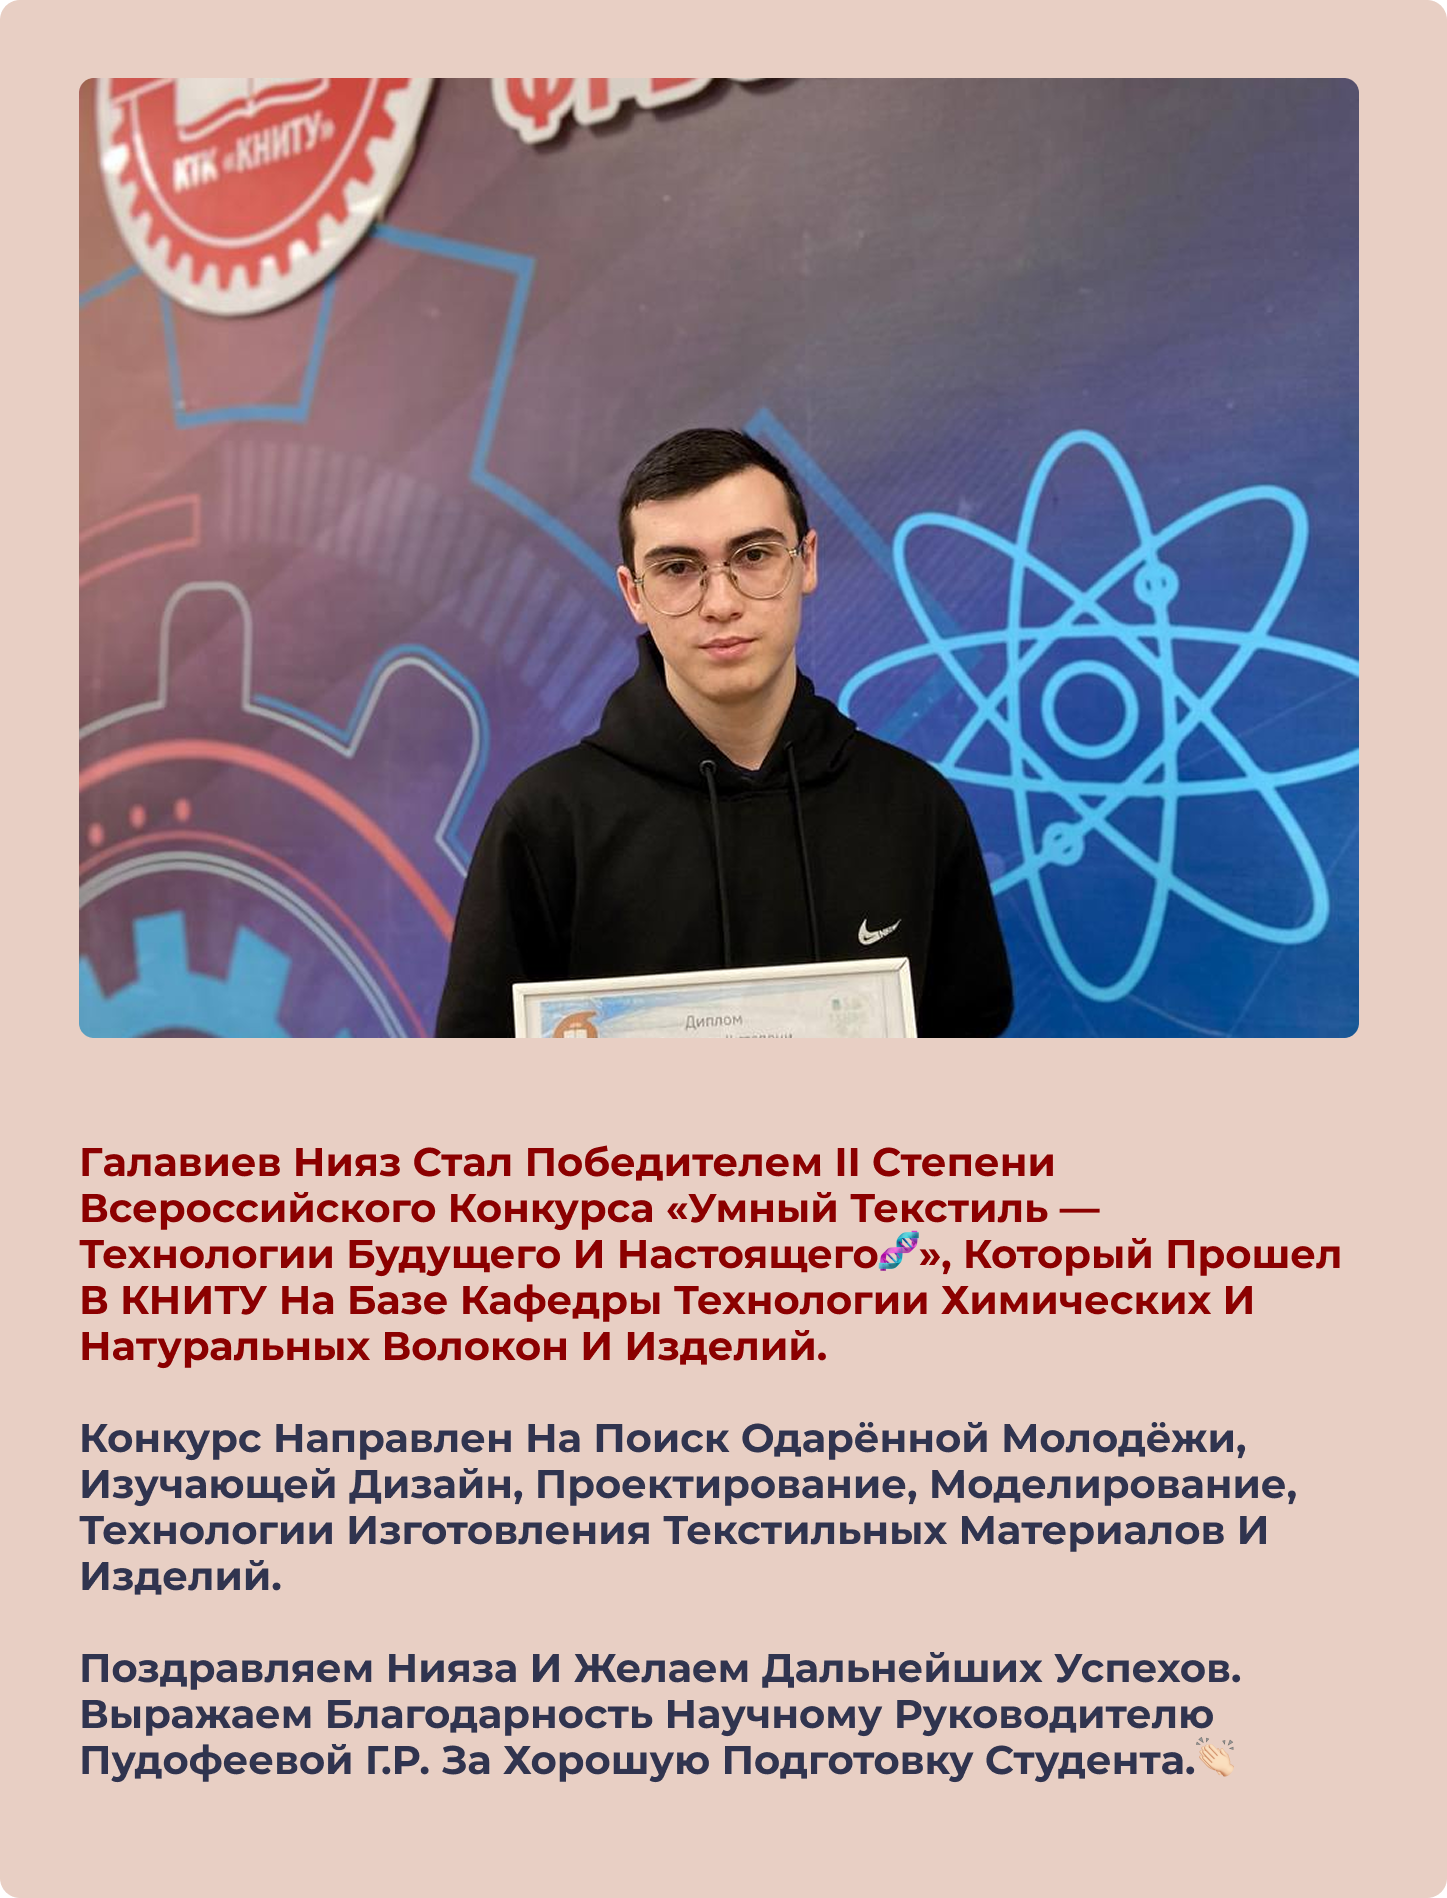 КТК «КНИТУ»
Диплом
Галавиев Нияз Стал Победителем II Степени
Всероссийского Конкурса «Умный Текстиль —
Технологии Будущего И Настоящего🧬», Который Прошел
В КНИТУ На Базе Кафедры Технологии Химических И
Натуральных Волокон И Изделий.
Конкурс Направлен На Поиск Одарённой Молодёжи,
Изучающей Дизайн, Проектирование, Моделирование,
Технологии Изготовления Текстильных Материалов И
Изделий.
Поздравляем Нияза И Желаем Дальнейших Успехов.
Выражаем Благодарность Научному Руководителю
Пудофеевой Г.Р. За Хорошую Подготовку Студента.👏🏻